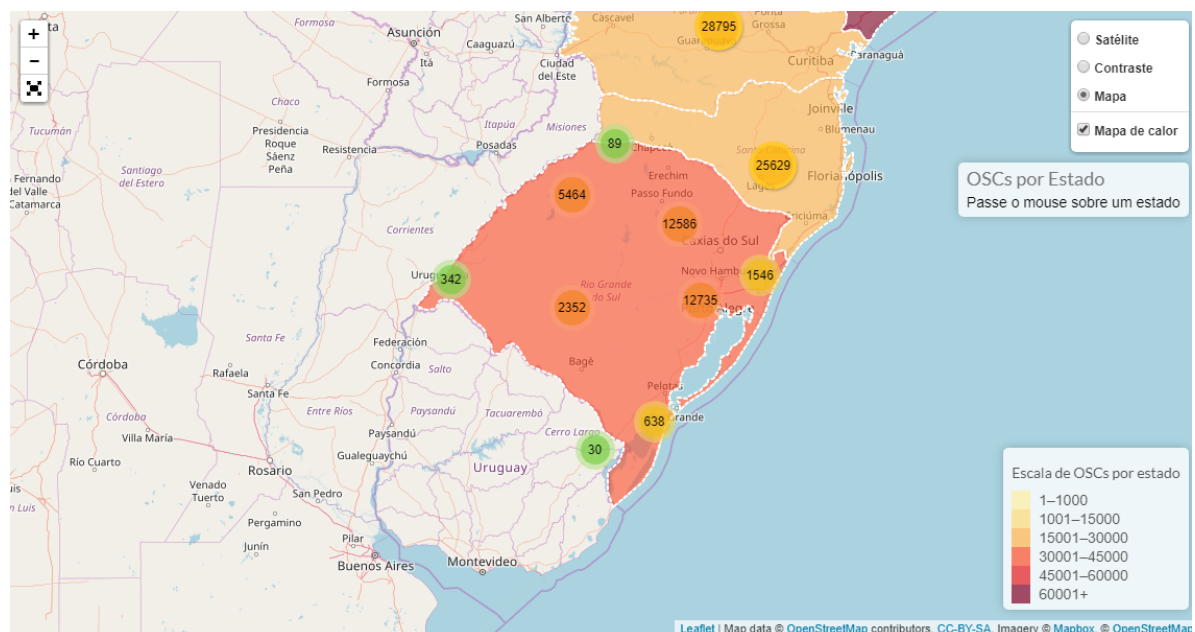 +
−
Satélite
Contraste
Mapa
Mapa de calor
OSCs por Estado
Passe o mouse sobre um estado
Escala de OSCs por estado
1–1000
1001–15000
15001–30000
30001–45000
45001–60000
60001+
28795
89
25629
5464
12586
342
1546
2352
12735
638
30
Formosa
Asunción
San Alberto
Cascavel
Ponta
Grossa
Caaguazú
Itá
Ciudad
del Este
Curitiba
Paranaguá
Formosa
Chaco
Tucumán
Presidencia
Roque
Sáenz
Peña
Resistencia
Itapúa
Misiones
Posadas
Joinville
Blumenau
Santa Catarina
Florianópolis
Criciúma
Erechim
Passo Fundo
Caxias do Sul
Fernando
del Valle
Catamarca
Santiago
del Estero
Corrientes
Rio Grande
do Sul
Bagé
Santa Fe
Federación
Concordia
Salto
Córdoba
Rafaela
Santa Fe
Córdoba
Villa María
Entre Ríos
Paysandú
Tacuarembó
Cerro Largo
Paysandú
Gualeguaychú
Uruguay
Río Cuarto
Rosario
Venado
Tuerto
San Pedro
San Luis
Pergamino
Junín
Pilar
Buenos Aires
Montevideo
Leaflet | Map data © OpenStreetMap contributors, CC-BY-SA, Imagery © Mapbox, © OpenStreetMap